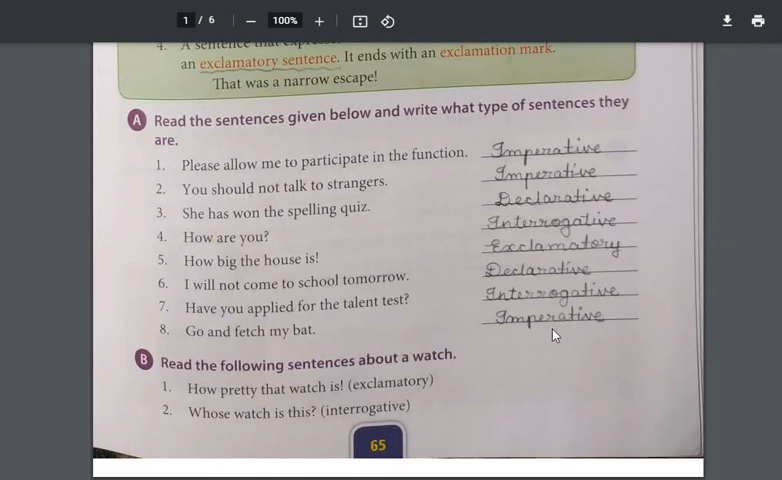 1 / 6 100%
4. A sentence that
an exclamatory sentence. It ends with an exclamation mark.
That was a narrow escape!
A Read the sentences given below and write what type of sentences they
are.
1. Please allow me to participate in the function. Imperative
2. You should not talk to strangers. Imperative
3. She has won the spelling quiz. Declarative
4. How are you? Interrogative
5. How big the house is! Exclamatory
6. I will not come to school tomorrow. Declarative
7. Have you applied for the talent test? Interrogative
8. Go and fetch my bat. Imperative
B Read the following sentences about a watch.
1. How pretty that watch is! (exclamatory)
2. Whose watch is this? (interrogative)
65